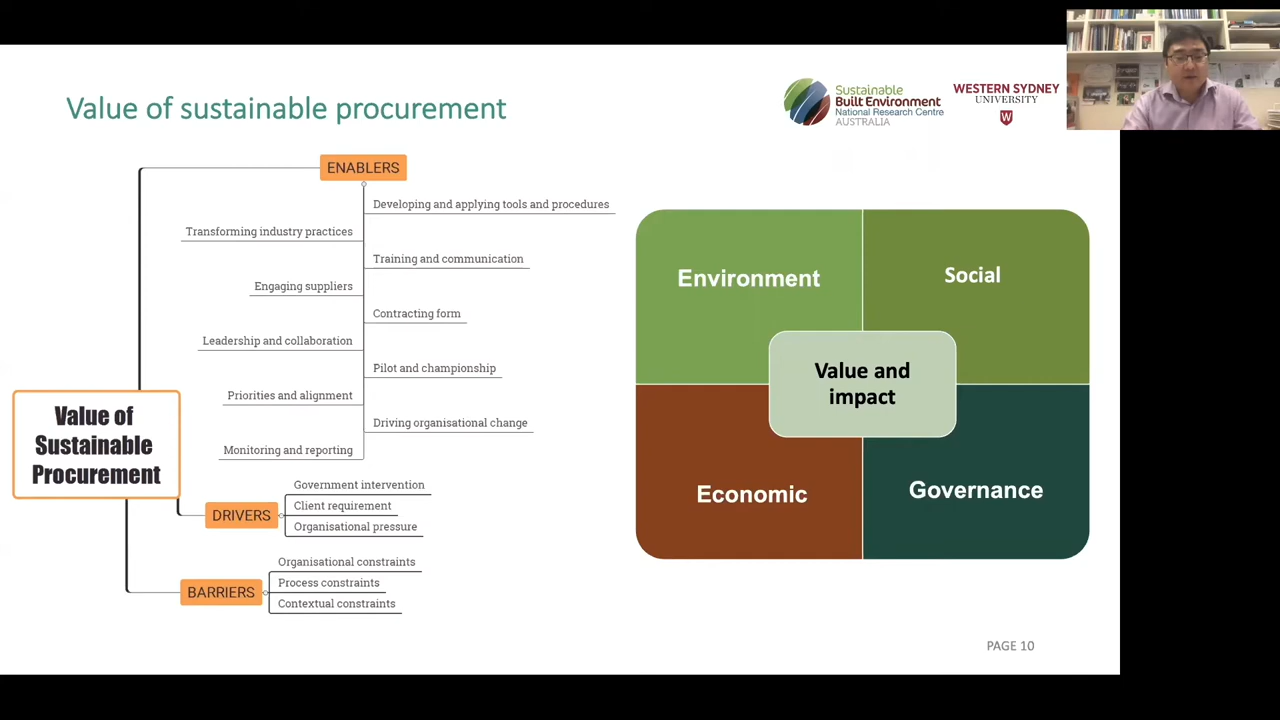 Value of sustainable procurement
Sustainable
Built Environment
National Research Centre
AUSTRALIA
WESTERN SYDNEY
UNIVERSITY
W
ENABLERS
Developing and applying tools and procedures
Transforming industry practices
Training and communication
Engaging suppliers
Contracting form
Leadership and collaboration
Pilot and championship
Priorities and alignment
Driving organisational change
Monitoring and reporting
Value of
Sustainable
Procurement
DRIVERS
Government intervention
Client requirement
Organisational pressure
BARRIERS
Organisational constraints
Process constraints
Contextual constraints
Environment
Social
Value and
impact
Economic
Governance
PAGE 10